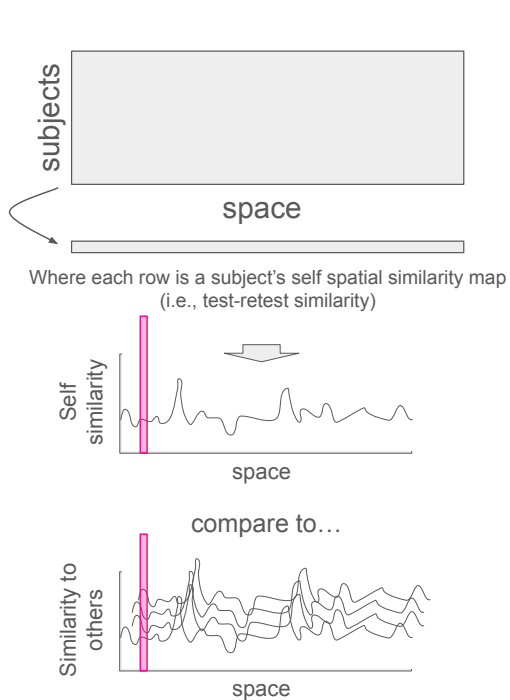 subjects
space
Where each row is a subject's self spatial similarity map
(i.e., test-retest similarity)
Self
similarity
space
compare to…
Similarity to
others
space